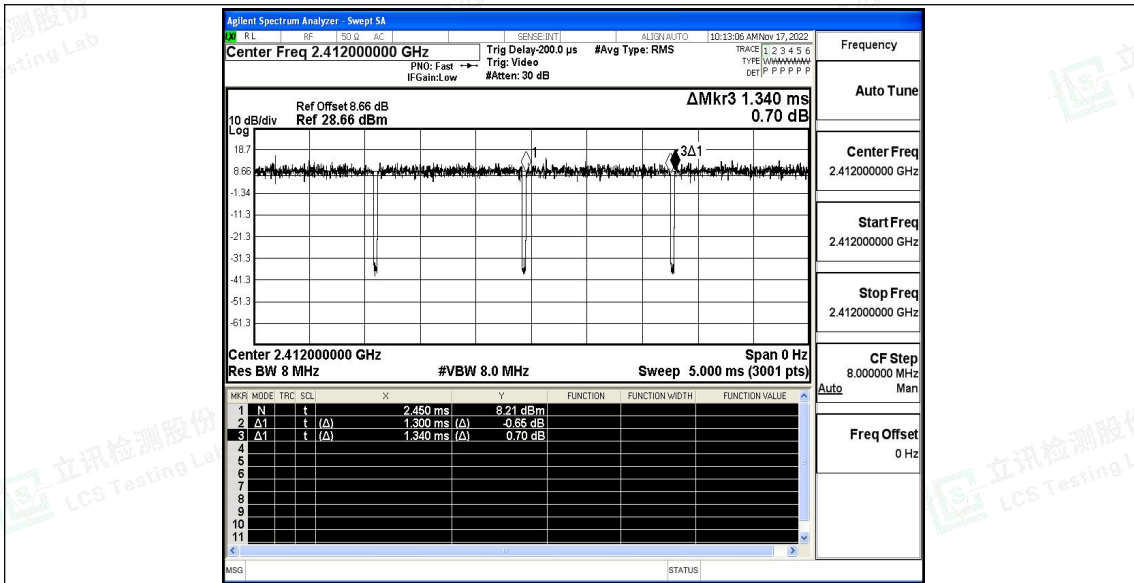 Agilent Spectrum Analyzer - Swept SA
LXI RL RF 50 Ω AC SENSE:INT ALIGN AUTO 10:13:06 AM Nov 17, 2022
Center Freq 2.412000000 GHz
PNO: Fast
IFGain:Low
Trig Delay-200.0 µs
Trig: Video
#Atten: 30 dB
#Avg Type: RMS
TRACE 1 2 3 4 5 6
TYPE
DET P P P P P P
Ref Offset 8.66 dB
10 dB/div Ref 28.66 dBm
Log
ΔMkr3 1.340 ms
0.70 dB
18.7
8.66
-1.34
-11.3
-21.3
-31.3
-41.3
-51.3
-61.3
1
3Δ1
Center 2.412000000 GHz Span 0 Hz
Res BW 8 MHz #VBW 8.0 MHz Sweep 5.000 ms (3001 pts)
MKR MODE TRC SCL X Y FUNCTION FUNCTION WIDTH FUNCTION VALUE
1 N t 2.450 ms 8.21 dBm
2 Δ1 t (Δ) 1.300 ms (Δ) -0.65 dB
3 Δ1 t (Δ) 1.340 ms (Δ) 0.70 dB
4
5
6
7
8
9
10
11
MSG STATUS
Frequency
Auto Tune
Center Freq
2.412000000 GHz
Start Freq
2.412000000 GHz
Stop Freq
2.412000000 GHz
CF Step
8.000000 MHz
Auto Man
Freq Offset
0 Hz
立讯检测股份
LCS Testing Lab
立讯检测股份
LCS Testing L